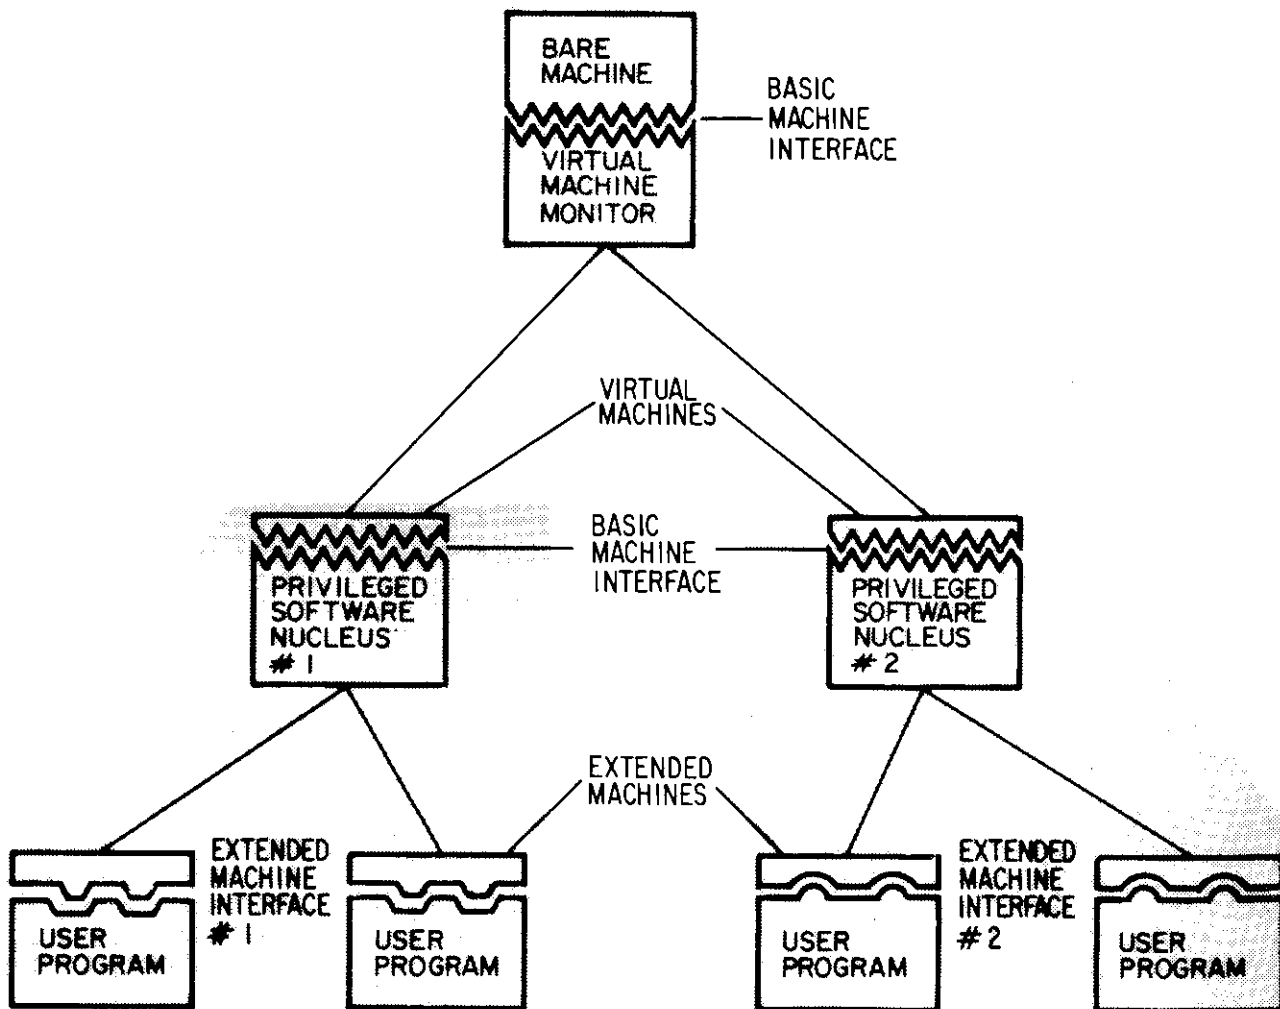 BARE
MACHINE
BASIC
MACHINE
INTERFACE
VIRTUAL
MACHINE
MONITOR
VIRTUAL
MACHINES
BASIC
MACHINE
INTERFACE
PRIVILEGED
SOFTWARE
NUCLEUS
# 1
PRIVILEGED
SOFTWARE
NUCLEUS
# 2
EXTENDED
MACHINES
EXTENDED
MACHINE
INTERFACE
# 1
EXTENDED
MACHINE
INTERFACE
# 2
USER
PROGRAM
USER
PROGRAM
USER
PROGRAM
USER
PROGRAM